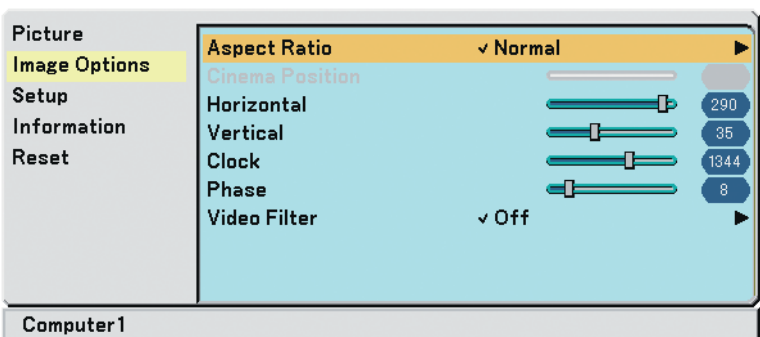 Picture
Image Options
Setup
Information
Reset
Aspect Ratio ✓ Normal ▶
Cinema Position
Horizontal 290
Vertical 35
Clock 1344
Phase 8
Video Filter ✓ Off ▶
Computer1